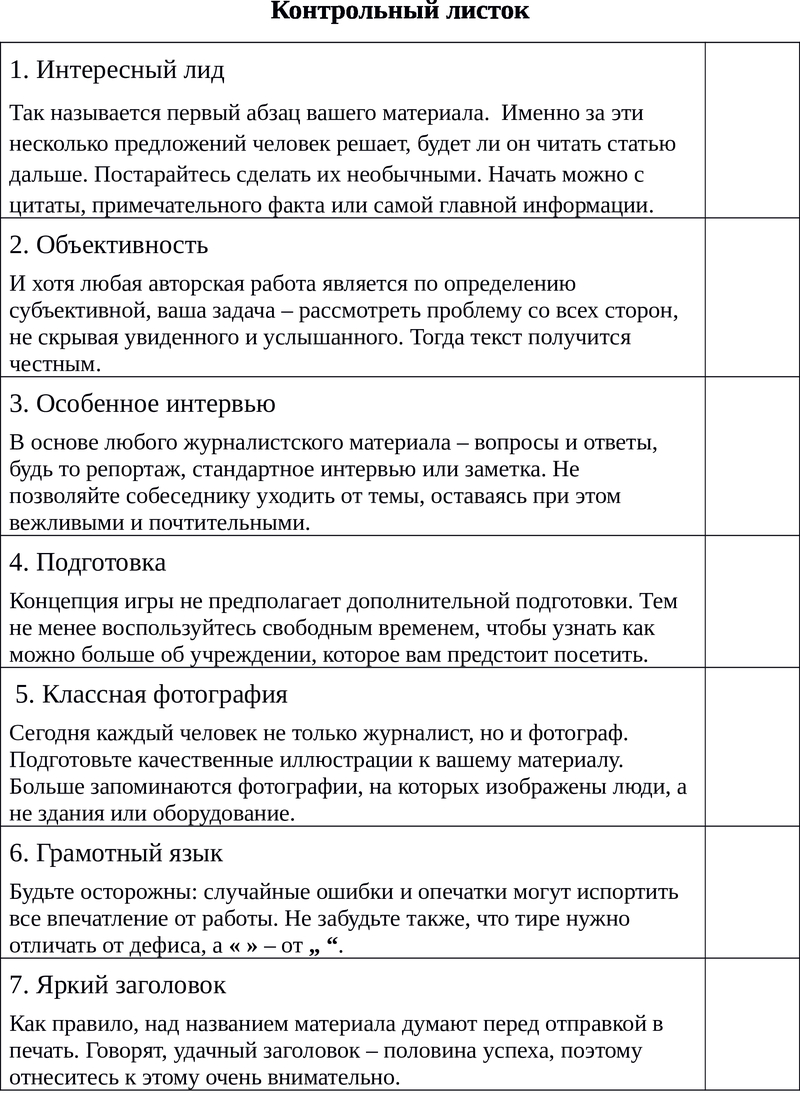 Контрольный листок
1. Интересный лид
Так называется первый абзац вашего материала.  Именно за эти
несколько предложений человек решает, будет ли он читать статью
дальше. Постарайтесь сделать их необычными. Начать можно с
цитаты, примечательного факта или самой главной информации.
2. Объективность
И хотя любая авторская работа является по определению
субъективной, ваша задача – рассмотреть проблему со всех сторон,
не скрывая увиденного и услышанного. Тогда текст получится
честным.
3. Особенное интервью
В основе любого журналистского материала – вопросы и ответы,
будь то репортаж, стандартное интервью или заметка. Не
позволяйте собеседнику уходить от темы, оставаясь при этом
вежливыми и почтительными.
4. Подготовка
Концепция игры не предполагает дополнительной подготовки. Тем
не менее воспользуйтесь свободным временем, чтобы узнать как
можно больше об учреждении, которое вам предстоит посетить.
5. Классная фотография
Сегодня каждый человек не только журналист, но и фотограф.
Подготовьте качественные иллюстрации к вашему материалу.
Больше запоминаются фотографии, на которых изображены люди, а
не здания или оборудование.
6. Грамотный язык
Будьте осторожны: случайные ошибки и опечатки могут испортить
все впечатление от работы. Не забудьте также, что тире нужно
отличать от дефиса, а « » – от „ “.
7. Яркий заголовок
Как правило, над названием материала думают перед отправкой в
печать. Говорят, удачный заголовок – половина успеха, поэтому
отнеситесь к этому очень внимательно.